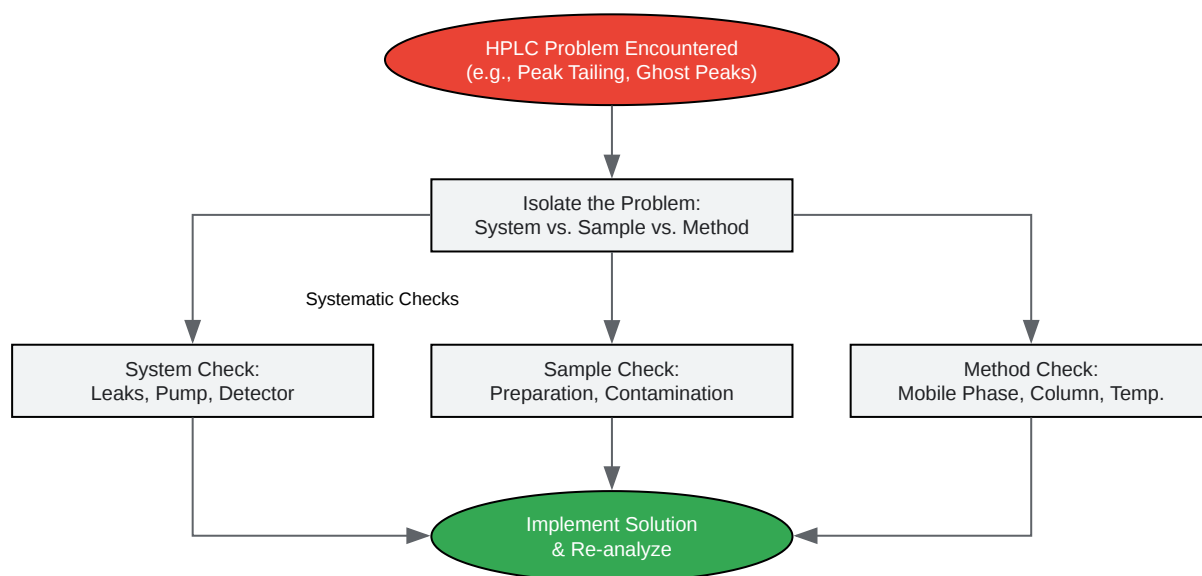 HPLC Problem Encountered
(e.g., Peak Tailing, Ghost Peaks)
Isolate the Problem:
System vs. Sample vs. Method
Systematic Checks
System Check:
Leaks, Pump, Detector
Sample Check:
Preparation, Contamination
Method Check:
Mobile Phase, Column, Temp.
Implement Solution
& Re-analyze